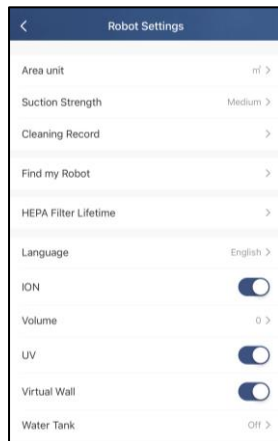 Robot Settings
Area unit m²
Suction Strength Medium
Cleaning Record
Find my Robot
HEPA Filter Lifetime
Language English
ION
Volume 0
UV
Virtual Wall
Water Tank Off